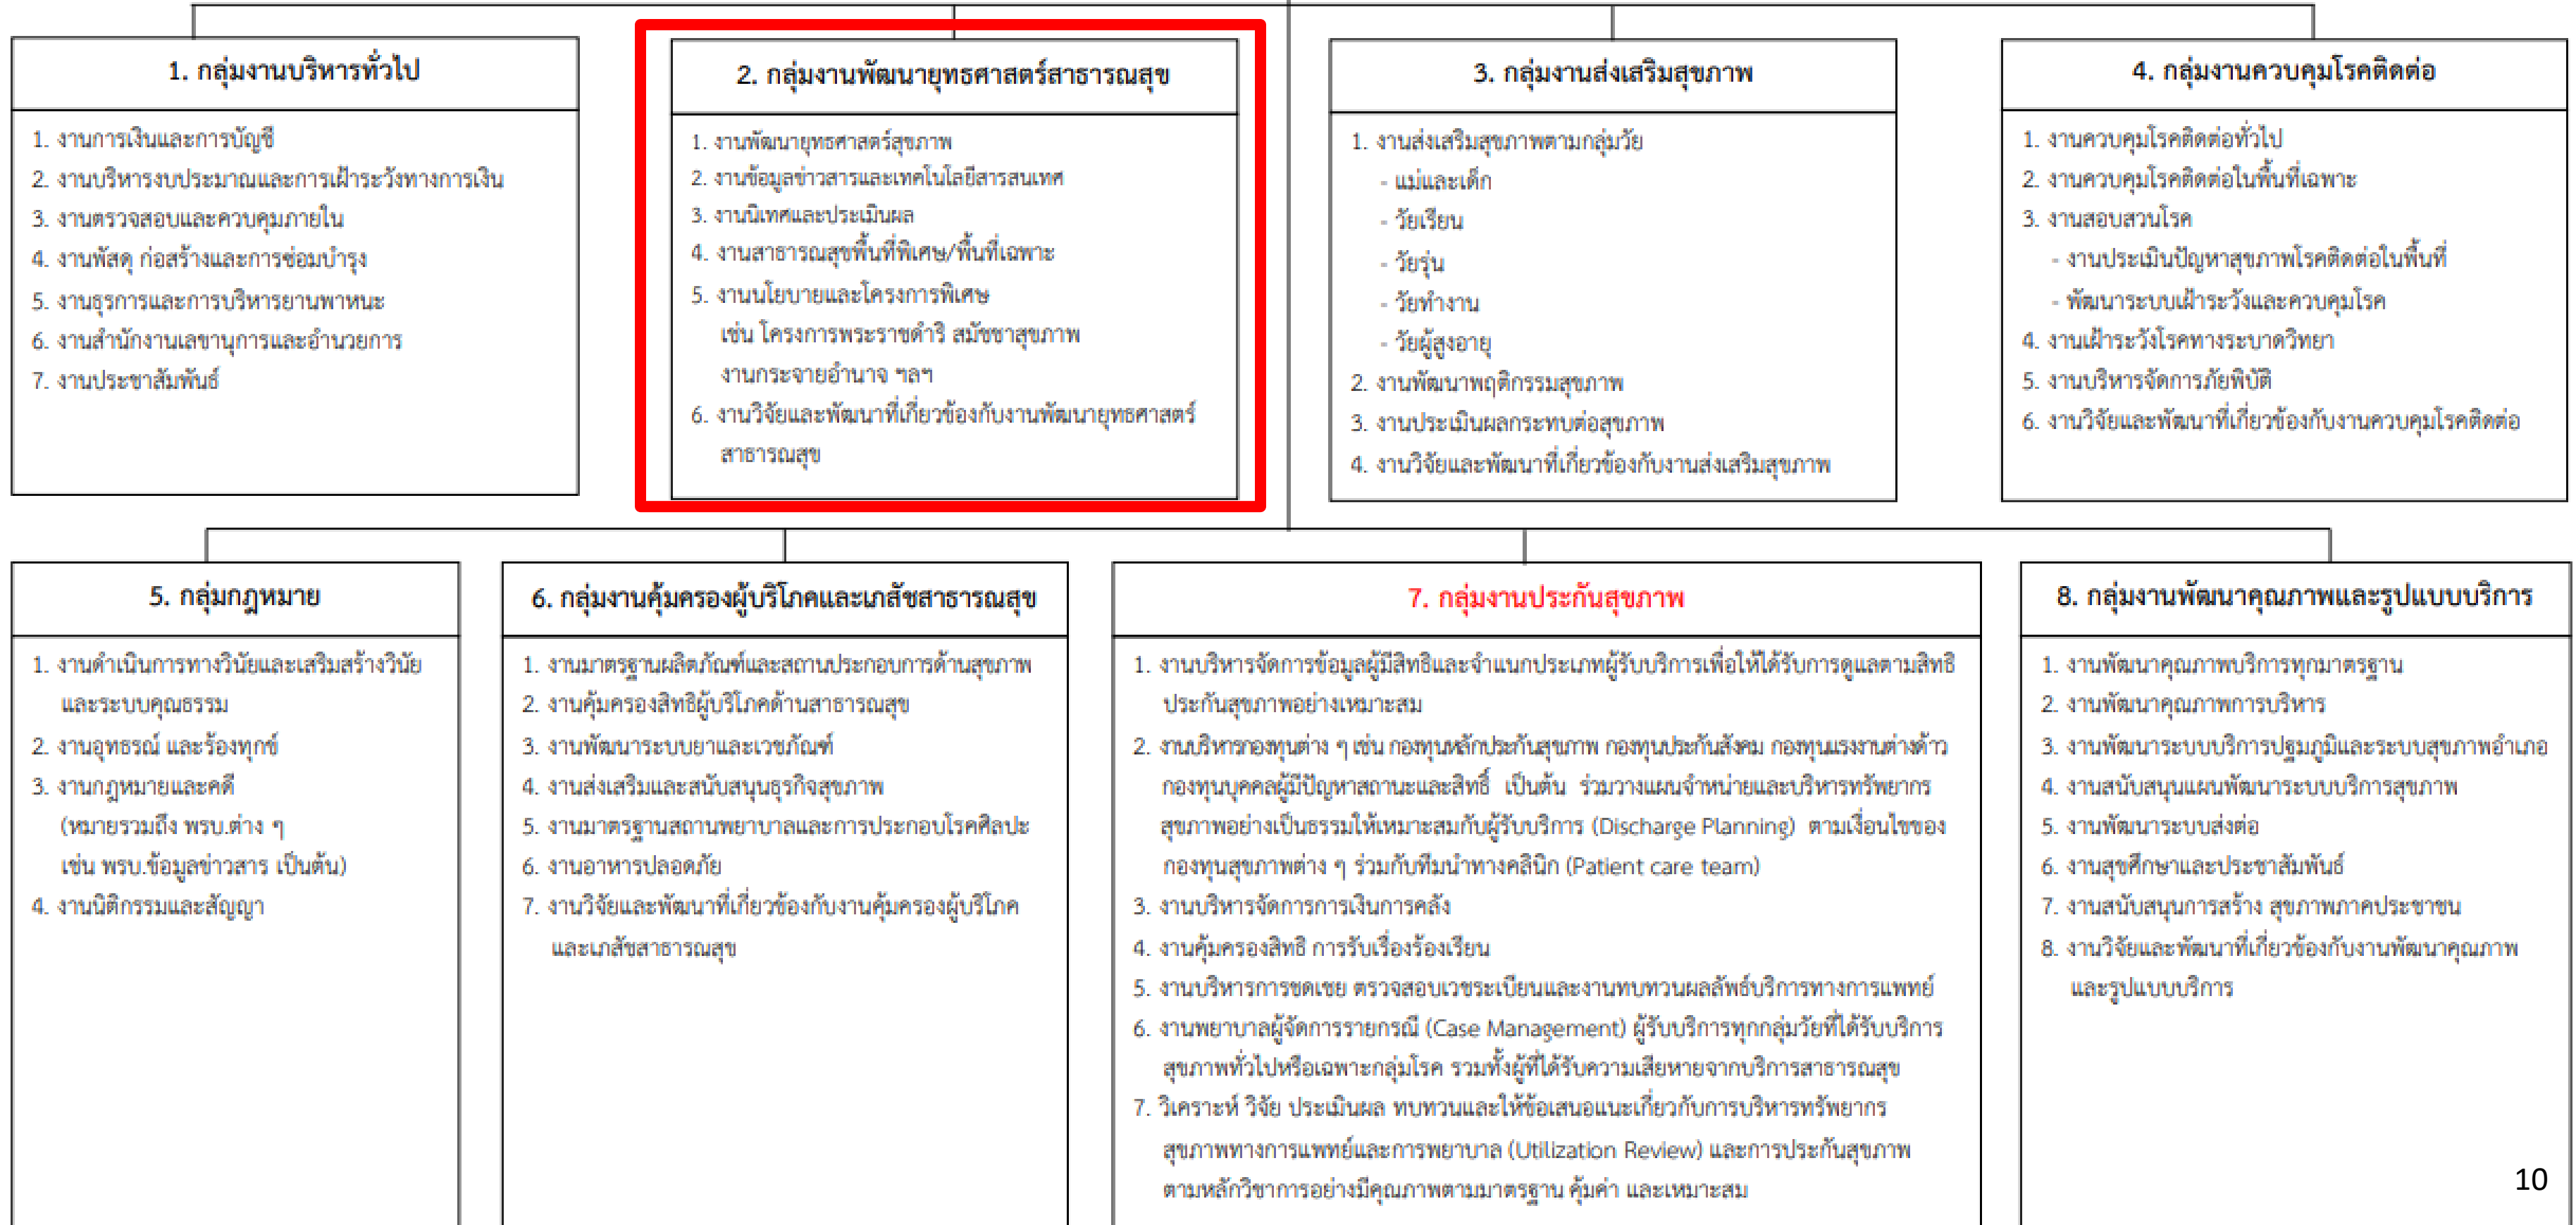 1. กลุ่มงานบริหารทั่วไป
1. งานการเงินและการบัญชี
2. งานบริหารงบประมาณและการเฝ้าระวังทางการเงิน
3. งานตรวจสอบและควบคุมภายใน
4. งานพัสดุ ก่อสร้างและการซ่อมบำรุง
5. งานธุรการและการบริหารยานพาหนะ
6. งานสำนักงานเลขานุการและอำนวยการ
7. งานประชาสัมพันธ์
2. กลุ่มงานพัฒนายุทธศาสตร์สาธารณสุข
1. งานพัฒนายุทธศาสตร์สุขภาพ
2. งานข้อมูลข่าวสารและเทคโนโลยีสารสนเทศ
3. งานนิเทศและประเมินผล
4. งานสาธารณสุขพื้นที่พิเศษ/พื้นที่เฉพาะ
5. งานนโยบายและโครงการพิเศษ
เช่น โครงการพระราชดำริ สมัชชาสุขภาพ
งานกระจายอำนาจ ฯลฯ
6. งานวิจัยและพัฒนาที่เกี่ยวข้องกับงานพัฒนายุทธศาสตร์
สาธารณสุข
3. กลุ่มงานส่งเสริมสุขภาพ
1. งานส่งเสริมสุขภาพตามกลุ่มวัย
- แม่และเด็ก
- วัยเรียน
- วัยรุ่น
- วัยทำงาน
- วัยผู้สูงอายุ
2. งานพัฒนาพฤติกรรมสุขภาพ
3. งานประเมินผลกระทบต่อสุขภาพ
4. งานวิจัยและพัฒนาที่เกี่ยวข้องกับงานส่งเสริมสุขภาพ
4. กลุ่มงานควบคุมโรคติดต่อ
1. งานควบคุมโรคติดต่อทั่วไป
2. งานควบคุมโรคติดต่อในพื้นที่เฉพาะ
3. งานสอบสวนโรค
- งานประเมินปัญหาสุขภาพโรคติดต่อในพื้นที่
- พัฒนาระบบเฝ้าระวังและควบคุมโรค
4. งานเฝ้าระวังโรคทางระบาดวิทยา
5. งานบริหารจัดการภัยพิบัติ
6. งานวิจัยและพัฒนาที่เกี่ยวข้องกับงานควบคุมโรคติดต่อ
5. กลุ่มกฎหมาย
1. งานดำเนินการทางวินัยและเสริมสร้างวินัย
และระบบคุณธรรม
2. งานอุทธรณ์ และร้องทุกข์
3. งานกฎหมายและคดี
(หมายรวมถึง พรบ.ต่าง ๆ
เช่น พรบ.ข้อมูลข่าวสาร เป็นต้น)
4. งานนิติกรรมและสัญญา
6. กลุ่มงานคุ้มครองผู้บริโภคและเภสัชสาธารณสุข
1. งานมาตรฐานผลิตภัณฑ์และสถานประกอบการด้านสุขภาพ
2. งานคุ้มครองสิทธิผู้บริโภคด้านสาธารณสุข
3. งานพัฒนาระบบยาและเวชภัณฑ์
4. งานส่งเสริมและสนับสนุนธุรกิจสุขภาพ
5. งานมาตรฐานสถานพยาบาลและการประกอบโรคศิลปะ
6. งานอาหารปลอดภัย
7. งานวิจัยและพัฒนาที่เกี่ยวข้องกับงานคุ้มครองผู้บริโภค
และเภสัชสาธารณสุข
7. กลุ่มงานประกันสุขภาพ
1. งานบริหารจัดการข้อมูลผู้มีสิทธิและจำแนกประเภทผู้รับบริการเพื่อให้ได้รับการดูแลตามสิทธิ
ประกันสุขภาพอย่างเหมาะสม
2. งานบริหารกองทุนต่าง ๆ เช่น กองทุนหลักประกันสุขภาพ กองทุนประกันสังคม กองทุนแรงงานต่างด้าว
กองทุนบุคคลผู้มีปัญหาสถานะและสิทธิ์ เป็นต้น ร่วมวางแผนจำหน่ายและบริหารทรัพยากร
สุขภาพอย่างเป็นธรรมให้เหมาะสมกับผู้รับบริการ (Discharge Planning) ตามเงื่อนไขของ
กองทุนสุขภาพต่าง ๆ ร่วมกับทีมนำทางคลินิก (Patient care team)
3. งานบริหารจัดการการเงินการคลัง
4. งานคุ้มครองสิทธิ การรับเรื่องร้องเรียน
5. งานบริหารการชดเชย ตรวจสอบเวชระเบียนและงานทบทวนผลลัพธ์บริการทางการแพทย์
6. งานพยาบาลผู้จัดการรายกรณี (Case Management) ผู้รับบริการทุกกลุ่มวัยที่ได้รับบริการ
สุขภาพทั่วไปหรือเฉพาะกลุ่มโรค รวมทั้งผู้ที่ได้รับความเสียหายจากบริการสาธารณสุข
7. วิเคราะห์ วิจัย ประเมินผล ทบทวนและให้ข้อเสนอแนะเกี่ยวกับการบริหารทรัพยากร
สุขภาพทางการแพทย์และการพยาบาล (Utilization Review) และการประกันสุขภาพ
ตามหลักวิชาการอย่างมีคุณภาพตามมาตรฐาน คุ้มค่า และเหมาะสม
8. กลุ่มงานพัฒนาคุณภาพและรูปแบบบริการ
1. งานพัฒนาคุณภาพบริการทุกมาตรฐาน
2. งานพัฒนาคุณภาพการบริหาร
3. งานพัฒนาระบบบริการปฐมภูมิและระบบสุขภาพอำเภอ
4. งานสนับสนุนแผนพัฒนาระบบบริการสุขภาพ
5. งานพัฒนาระบบส่งต่อ
6. งานสุขศึกษาและประชาสัมพันธ์
7. งานสนับสนุนการสร้าง สุขภาพภาคประชาชน
8. งานวิจัยและพัฒนาที่เกี่ยวข้องกับงานพัฒนาคุณภาพ
และรูปแบบบริการ
10